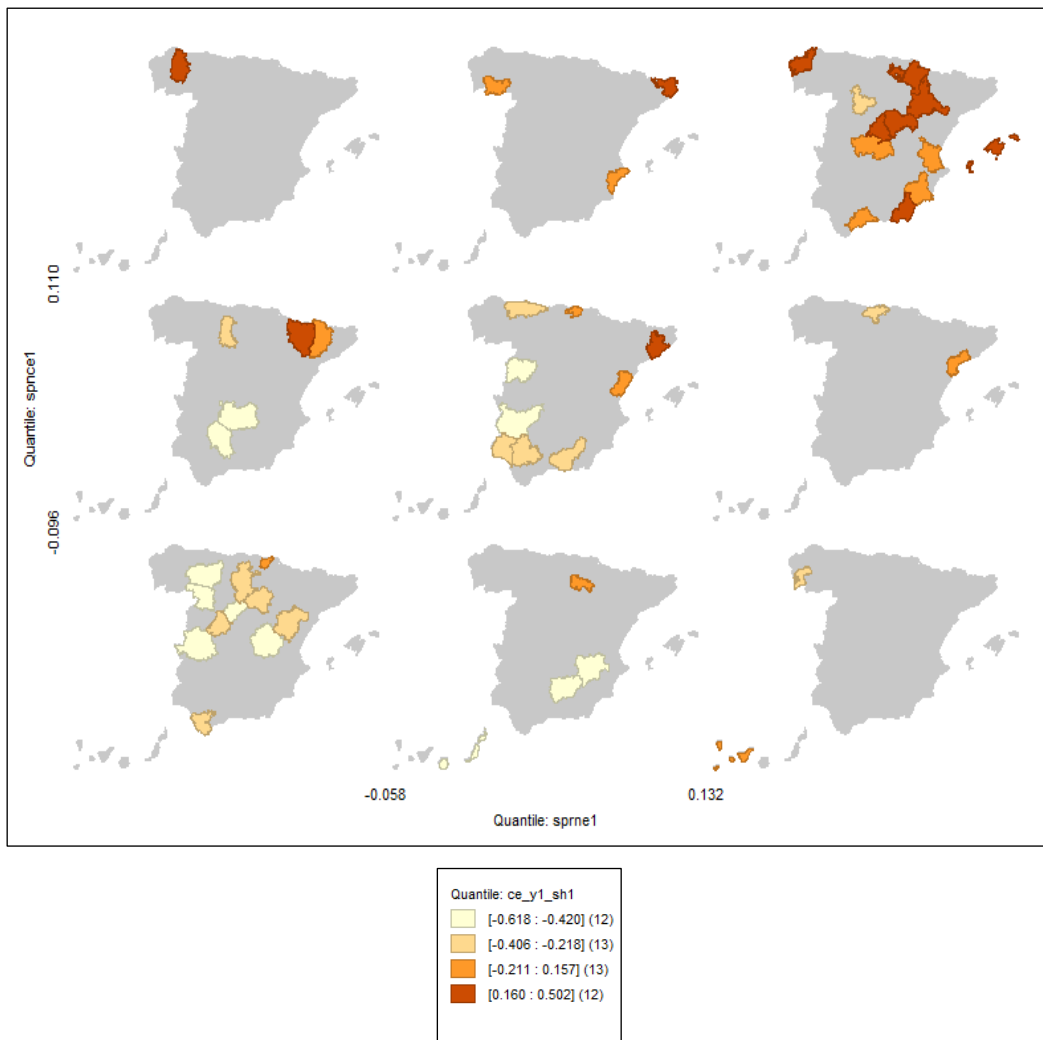 0.110
Quantile: spnce1
-0.096
-0.058
0.132
Quantile: sprne1
Quantile: ce_y1_sh1
[-0.618 : -0.420] (12)
[-0.406 : -0.218] (13)
[-0.211 : 0.157] (13)
[0.160 : 0.502] (12)